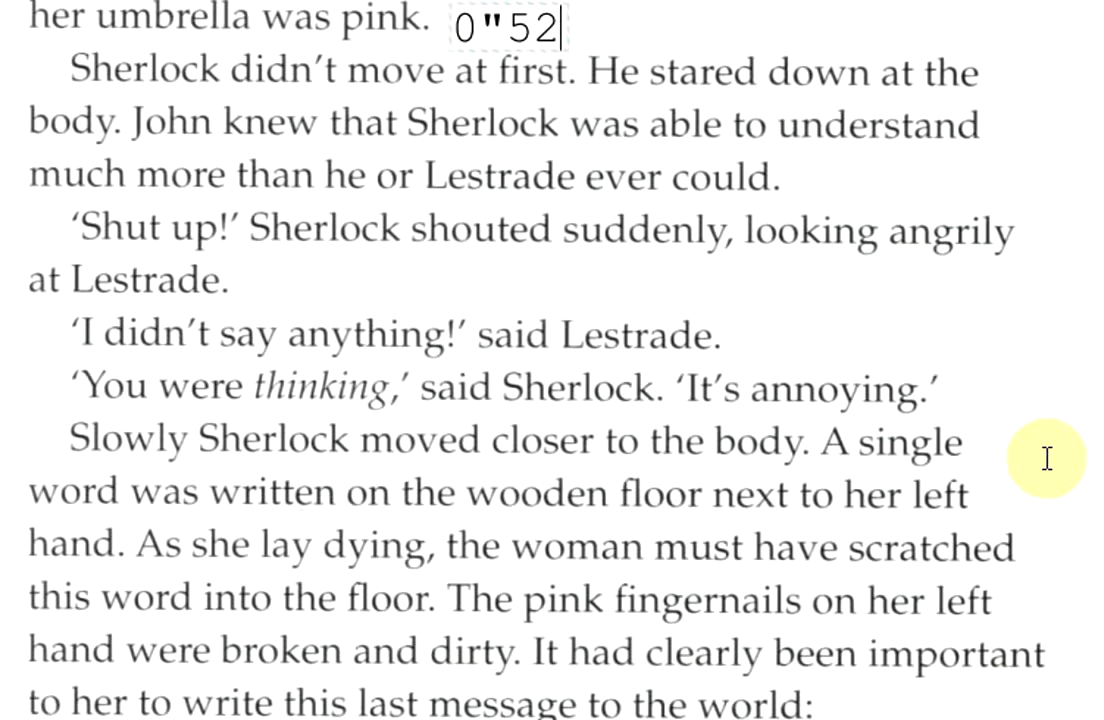 her umbrella was pink. 0"52
Sherlock didn’t move at first. He stared down at the
body. John knew that Sherlock was able to understand
much more than he or Lestrade ever could.
‘Shut up!’ Sherlock shouted suddenly, looking angrily
at Lestrade.
‘I didn’t say anything!’ said Lestrade.
‘You were thinking,’ said Sherlock. ‘It’s annoying.’
Slowly Sherlock moved closer to the body. A single
word was written on the wooden floor next to her left
hand. As she lay dying, the woman must have scratched
this word into the floor. The pink fingernails on her left
hand were broken and dirty. It had clearly been important
to her to write this last message to the world: